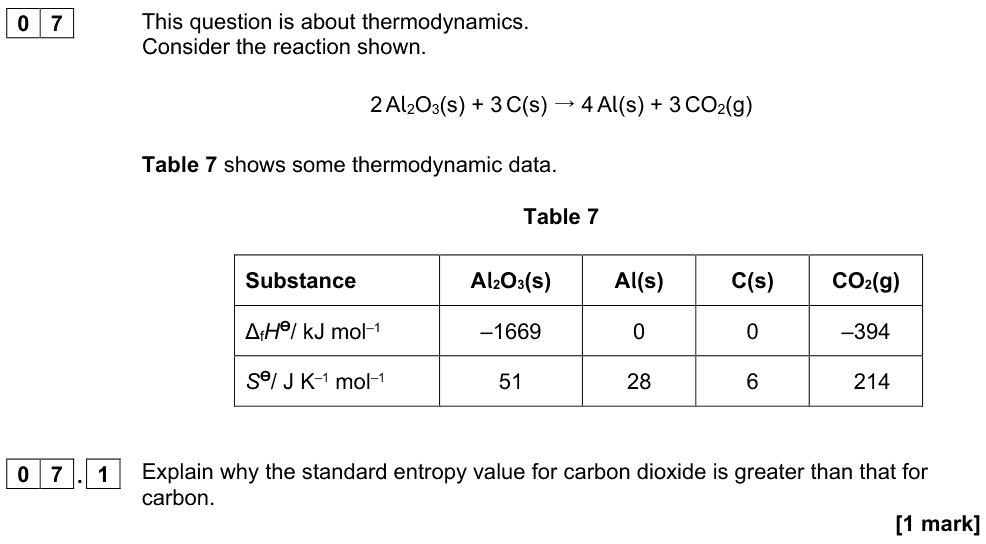 0 7 This question is about thermodynamics.
Consider the reaction shown.
2 Al₂O₃(s) + 3 C(s) → 4 Al(s) + 3 CO₂(g)
Table 7 shows some thermodynamic data.
Table 7
Substance Al₂O₃(s) Al(s) C(s) CO₂(g)
ΔfH⦵/ kJ mol⁻¹ –1669 0 0 –394
S⦵/ J K⁻¹ mol⁻¹ 51 28 6 214
0 7 . 1 Explain why the standard entropy value for carbon dioxide is greater than that for
carbon.
[1 mark]